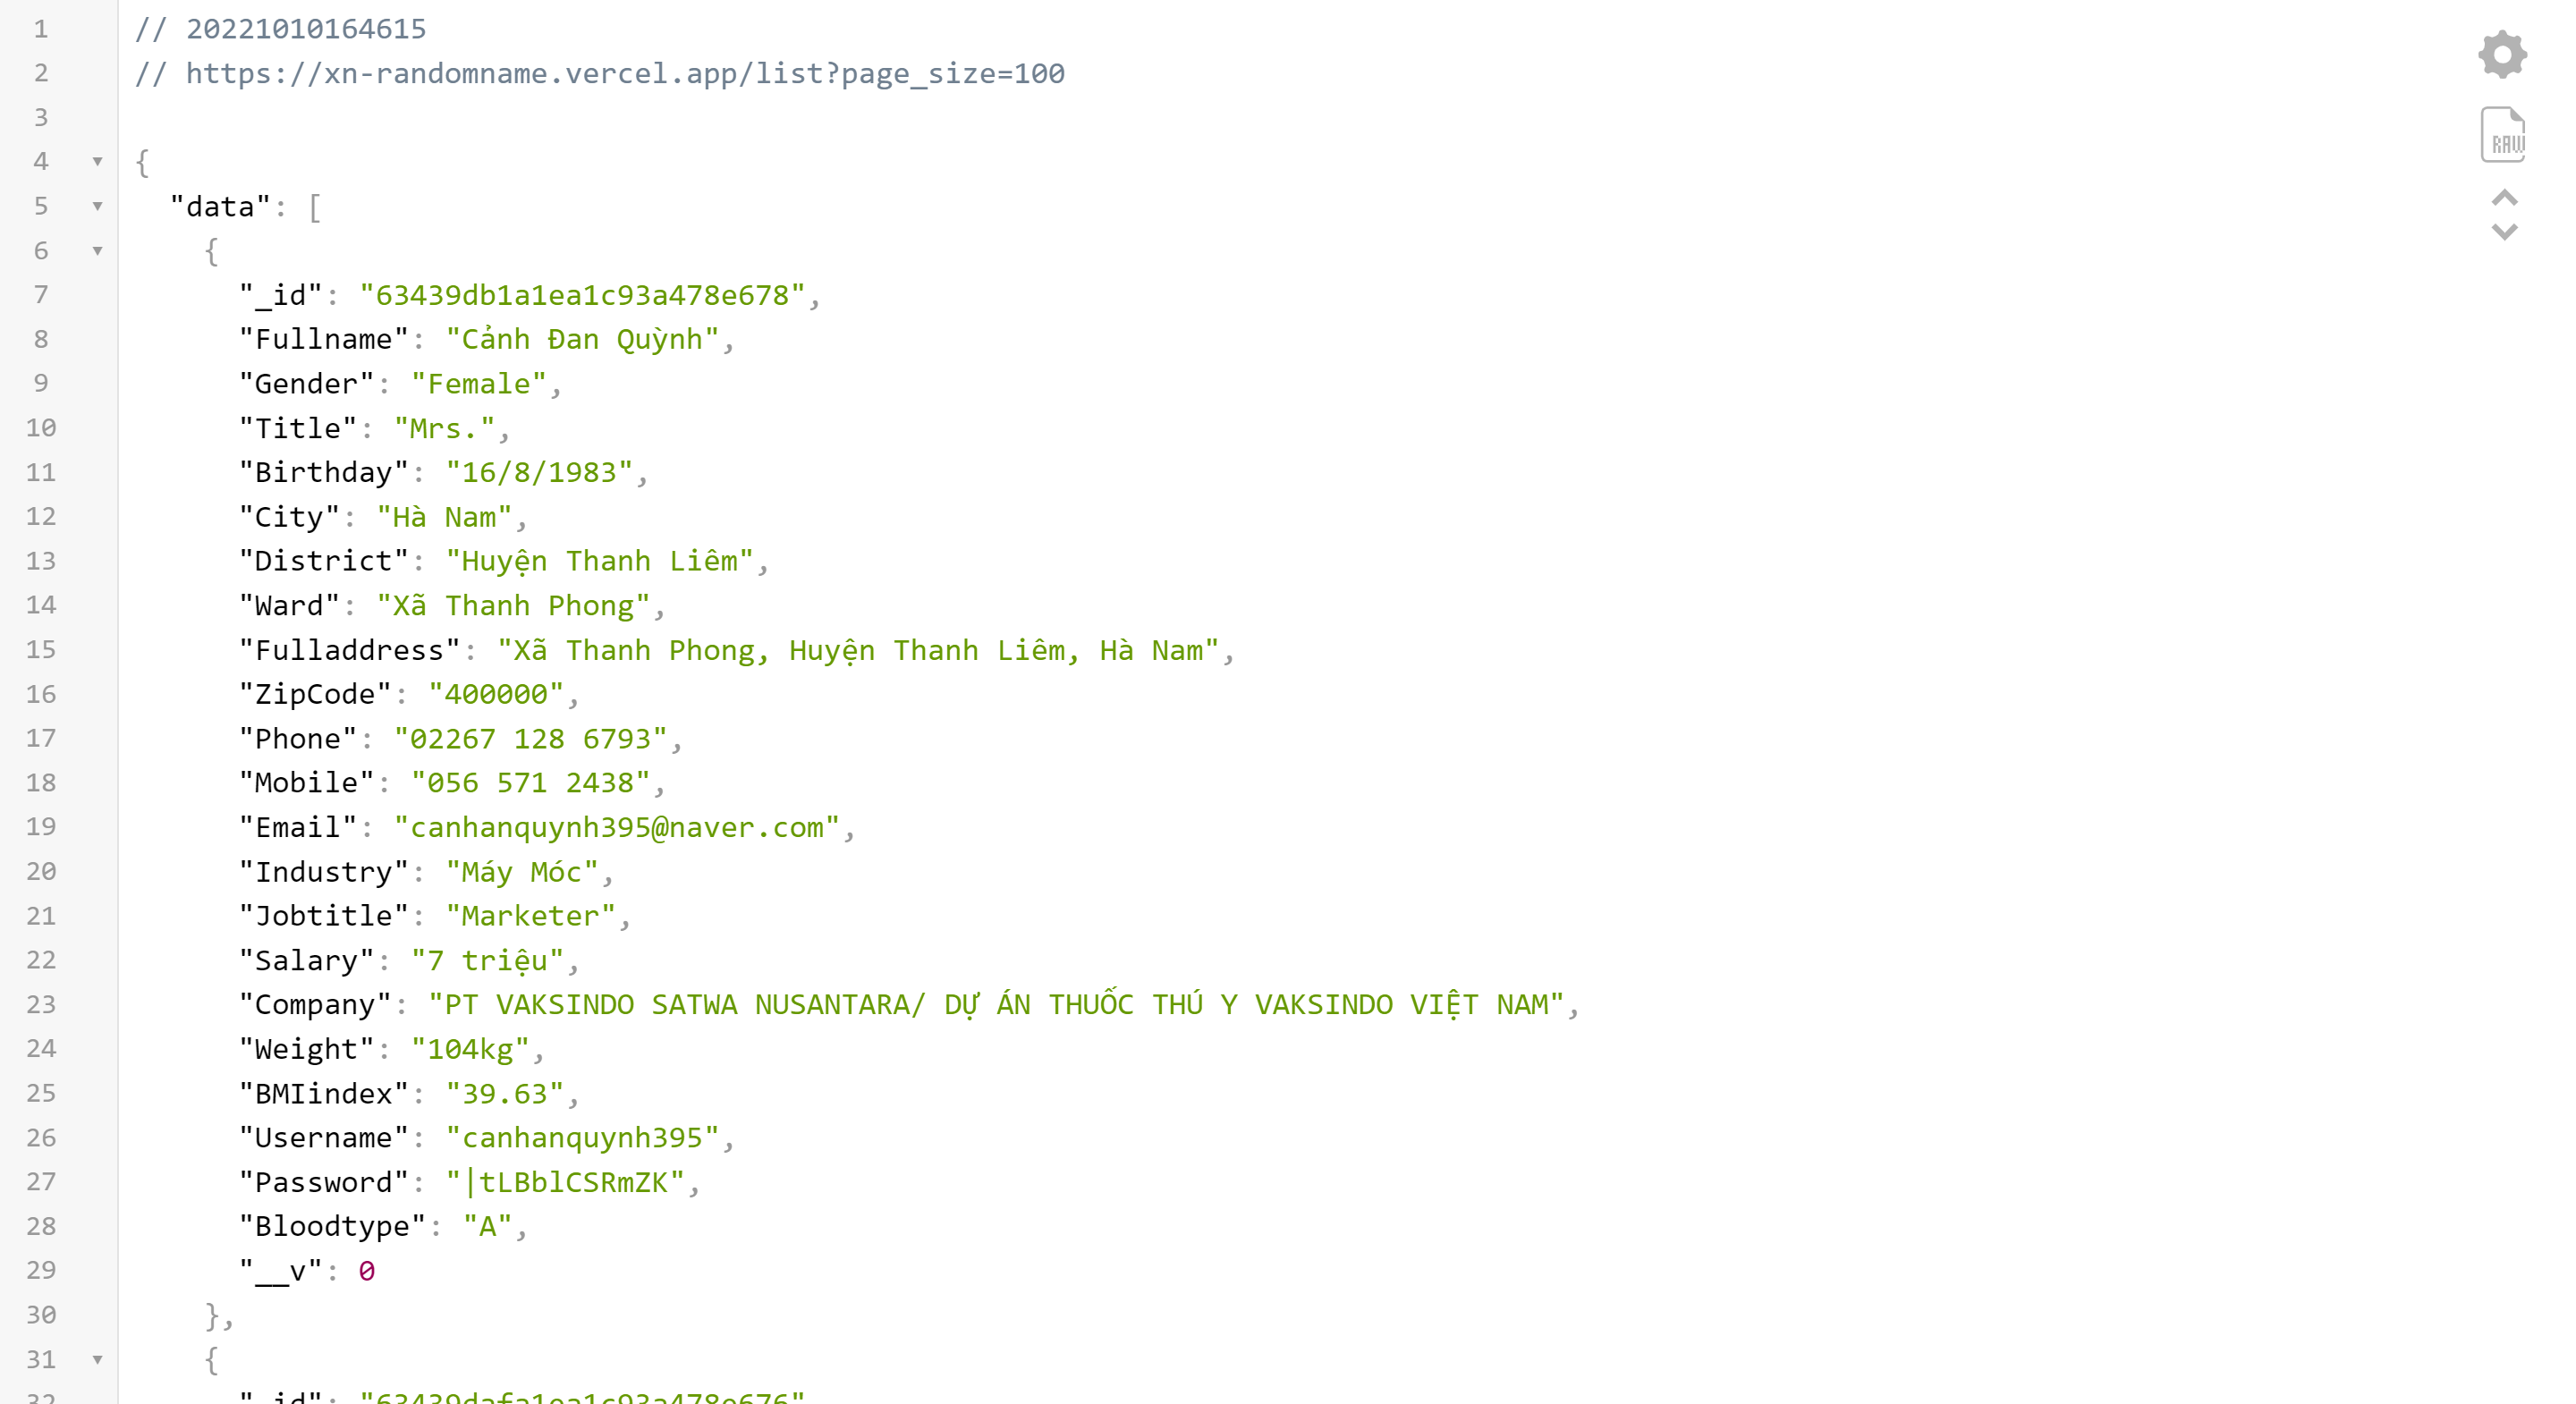 1 // 20221010164615
2 // https://xn-randomname.vercel.app/list?page_size=100
3
4 {
5 "data": [
6 {
7 "_id": "63439db1a1ea1c93a478e678",
8 "Fullname": "Cảnh Đan Quỳnh",
9 "Gender": "Female",
10 "Title": "Mrs.",
11 "Birthday": "16/8/1983",
12 "City": "Hà Nam",
13 "District": "Huyện Thanh Liêm",
14 "Ward": "Xã Thanh Phong",
15 "Fulladdress": "Xã Thanh Phong, Huyện Thanh Liêm, Hà Nam",
16 "ZipCode": "400000",
17 "Phone": "02267 128 6793",
18 "Mobile": "056 571 2438",
19 "Email": "canhanquynh395@naver.com",
20 "Industry": "Máy Móc",
21 "Jobtitle": "Marketer",
22 "Salary": "7 triệu",
23 "Company": "PT VAKSINDO SATWA NUSANTARA/ DỰ ÁN THUỐC THÚ Y VAKSINDO VIỆT NAM",
24 "Weight": "104kg",
25 "BMIindex": "39.63",
26 "Username": "canhanquynh395",
27 "Password": "|tLBblCSRmZK",
28 "Bloodtype": "A",
29 "__v": 0
30 },
31 {
32 "_id": "63439dafa1ea1c93a478e676"
RAW